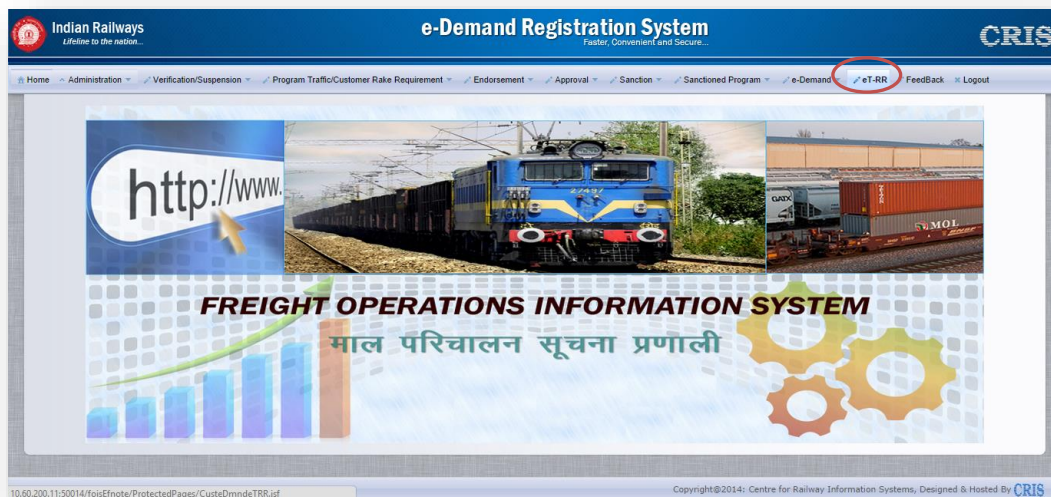 Indian Railways
Lifeline to the nation...
e-Demand Registration System
Faster, Convenient and Secure...
CRIS
Home Administration Verification/Suspension Program Traffic/Customer Rake Requirement Endorsement Approval Sanction Sanctioned Program e-Demand eT-RR FeedBack Logout
http://www.
27497
GATX
MOL
FREIGHT OPERATIONS INFORMATION SYSTEM
माल परिचालन सूचना प्रणाली
10.60.200.11:50014/foisEfnote/ProtectedPages/CusteDmndeTRR.jsf
Copyright@2014: Centre for Railway Information Systems, Designed & Hosted By CRIS